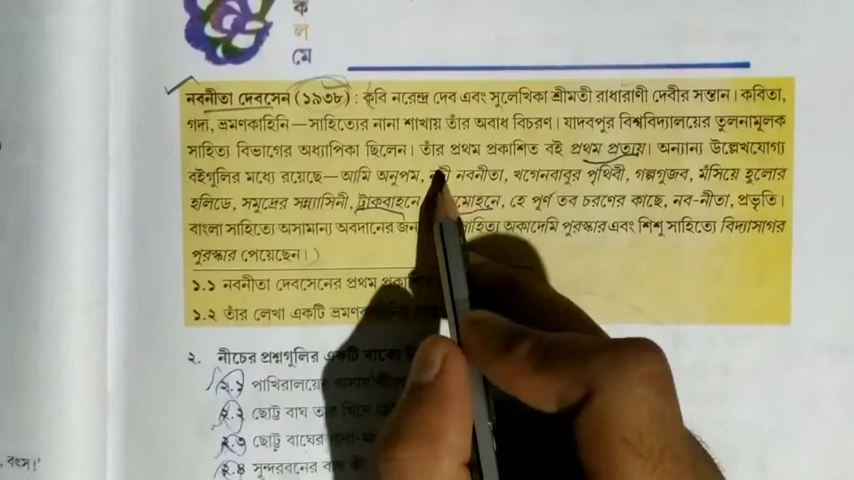 ক
ল
মে
নবনীতা দেবসেন (১৯৩৮) : কবি নরেন্দ্র দেব এবং সুলেখিকা শ্রীমতী রাধারাণী দেবীর সন্তান। কবিতা,
গদ্য, ভ্রমণকাহিনি—সাহিত্যের নানা শাখায় তাঁর অবাধ বিচরণ। যাদবপুর বিশ্ববিদ্যালয়ের তুলনামূলক
সাহিত্য বিভাগের অধ্যাপিকা ছিলেন। তাঁর প্রথম প্রকাশিত বই প্রথম প্রত্যয়। অন্যান্য উল্লেখযোগ্য
বইগুলির মধ্যে রয়েছে—আমি অনুপম, নবনীতা, খগেনবাবুর পৃথিবী, গল্পগুজব, মঁসিয়ে হুলোর
হলিডে, সমুদ্রের সন্ন্যাসিনী, ট্রাকবাহনে মোহনে, হে পূর্ণ তব চরণের কাছে, নব-নীতা, প্রভৃতি।
বাংলা সাহিত্যে অসামান্য অবদানের সাহিত্য অকাদেমি পুরস্কার এবং শিশু সাহিত্যে বিদ্যাসাগর
পুরস্কার পেয়েছেন।
১.১ নবনীতা দেবসেনের প্রথম
১.২ তাঁর লেখা একটি
২. নীচের প্রশ্নগুলির একটি বাক্যে
২.১ পাখিরালয়ের
২.২ ছোট্ট বাঘ
২.৩ ছোট্ট বাঘের
২.৪ সুন্দরবনের
বৎস!'